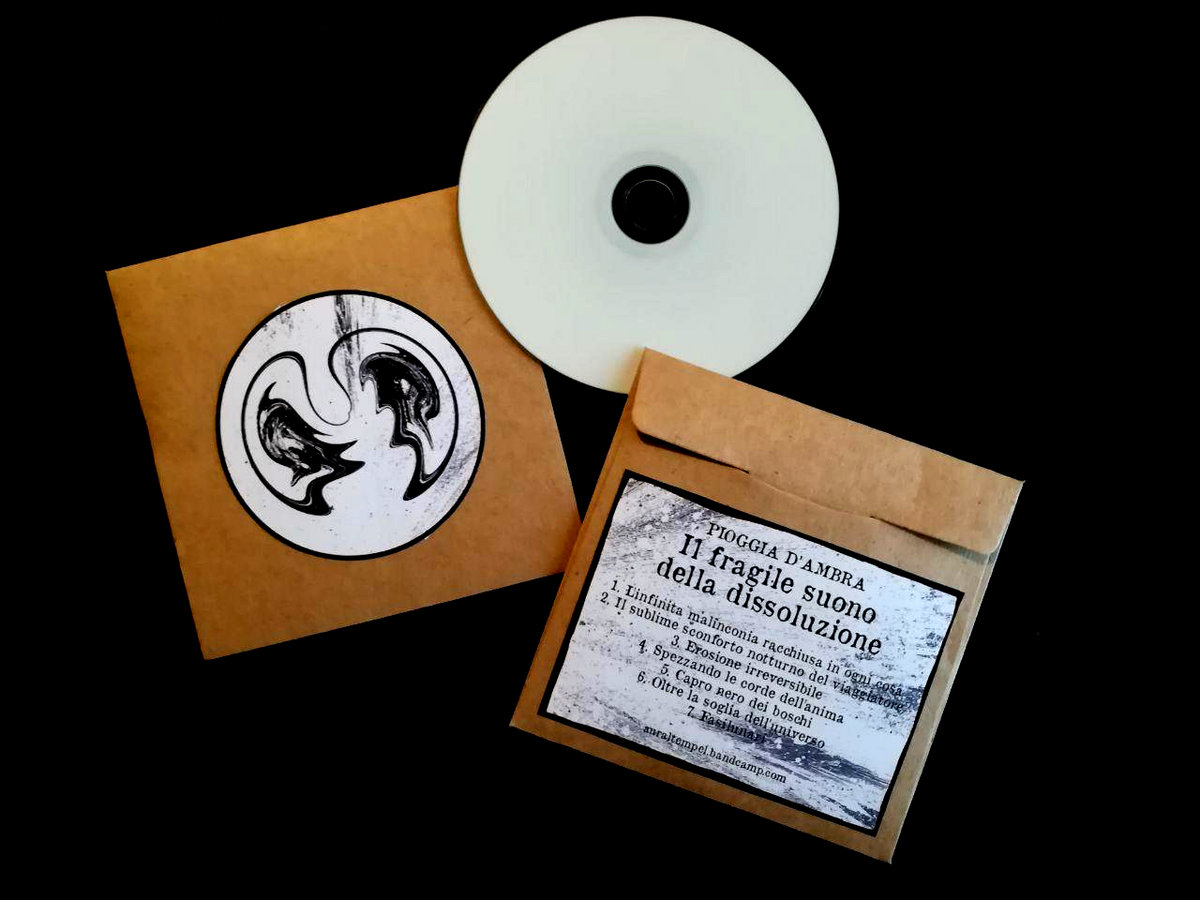 PIOGGIA D'AMBRA
Il fragile suono
della dissoluzione
1. L'infinita malinconia racchiusa in ogni cosa
2. Il sublime sconforto notturno del viaggiatore
3. Erosione irreversibile
4. Spezzando le corde dell'anima
5. Capro nero dei boschi
6. Oltre la soglia dell'universo
7. Fasilunari
auraltempel.bandcamp.com